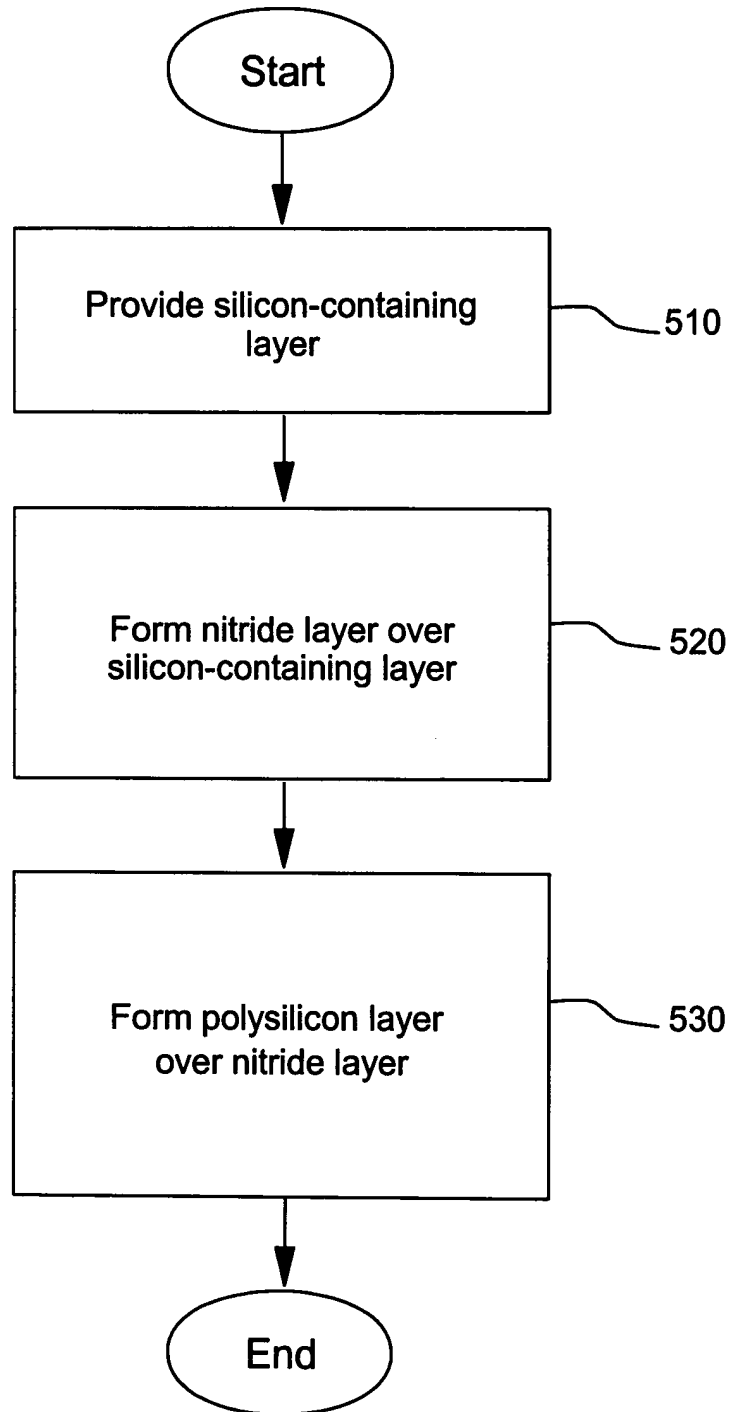 Start
Provide silicon-containing
layer
510
Form nitride layer over
silicon-containing layer
520
Form polysilicon layer
over nitride layer
530
End